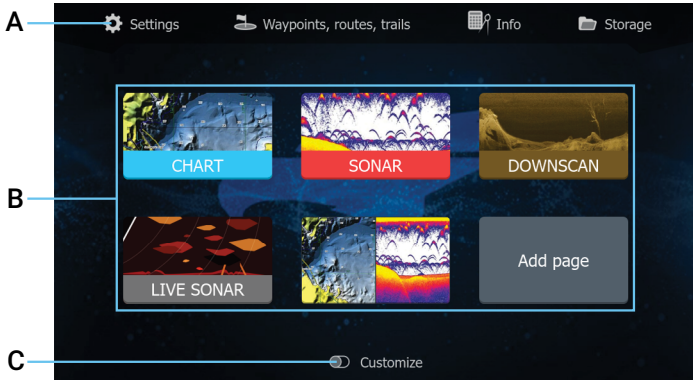 A
Settings
Waypoints, routes, trails
Info
Storage
B
CHART
SONAR
DOWNSCAN
LIVE SONAR
Add page
C
Customize